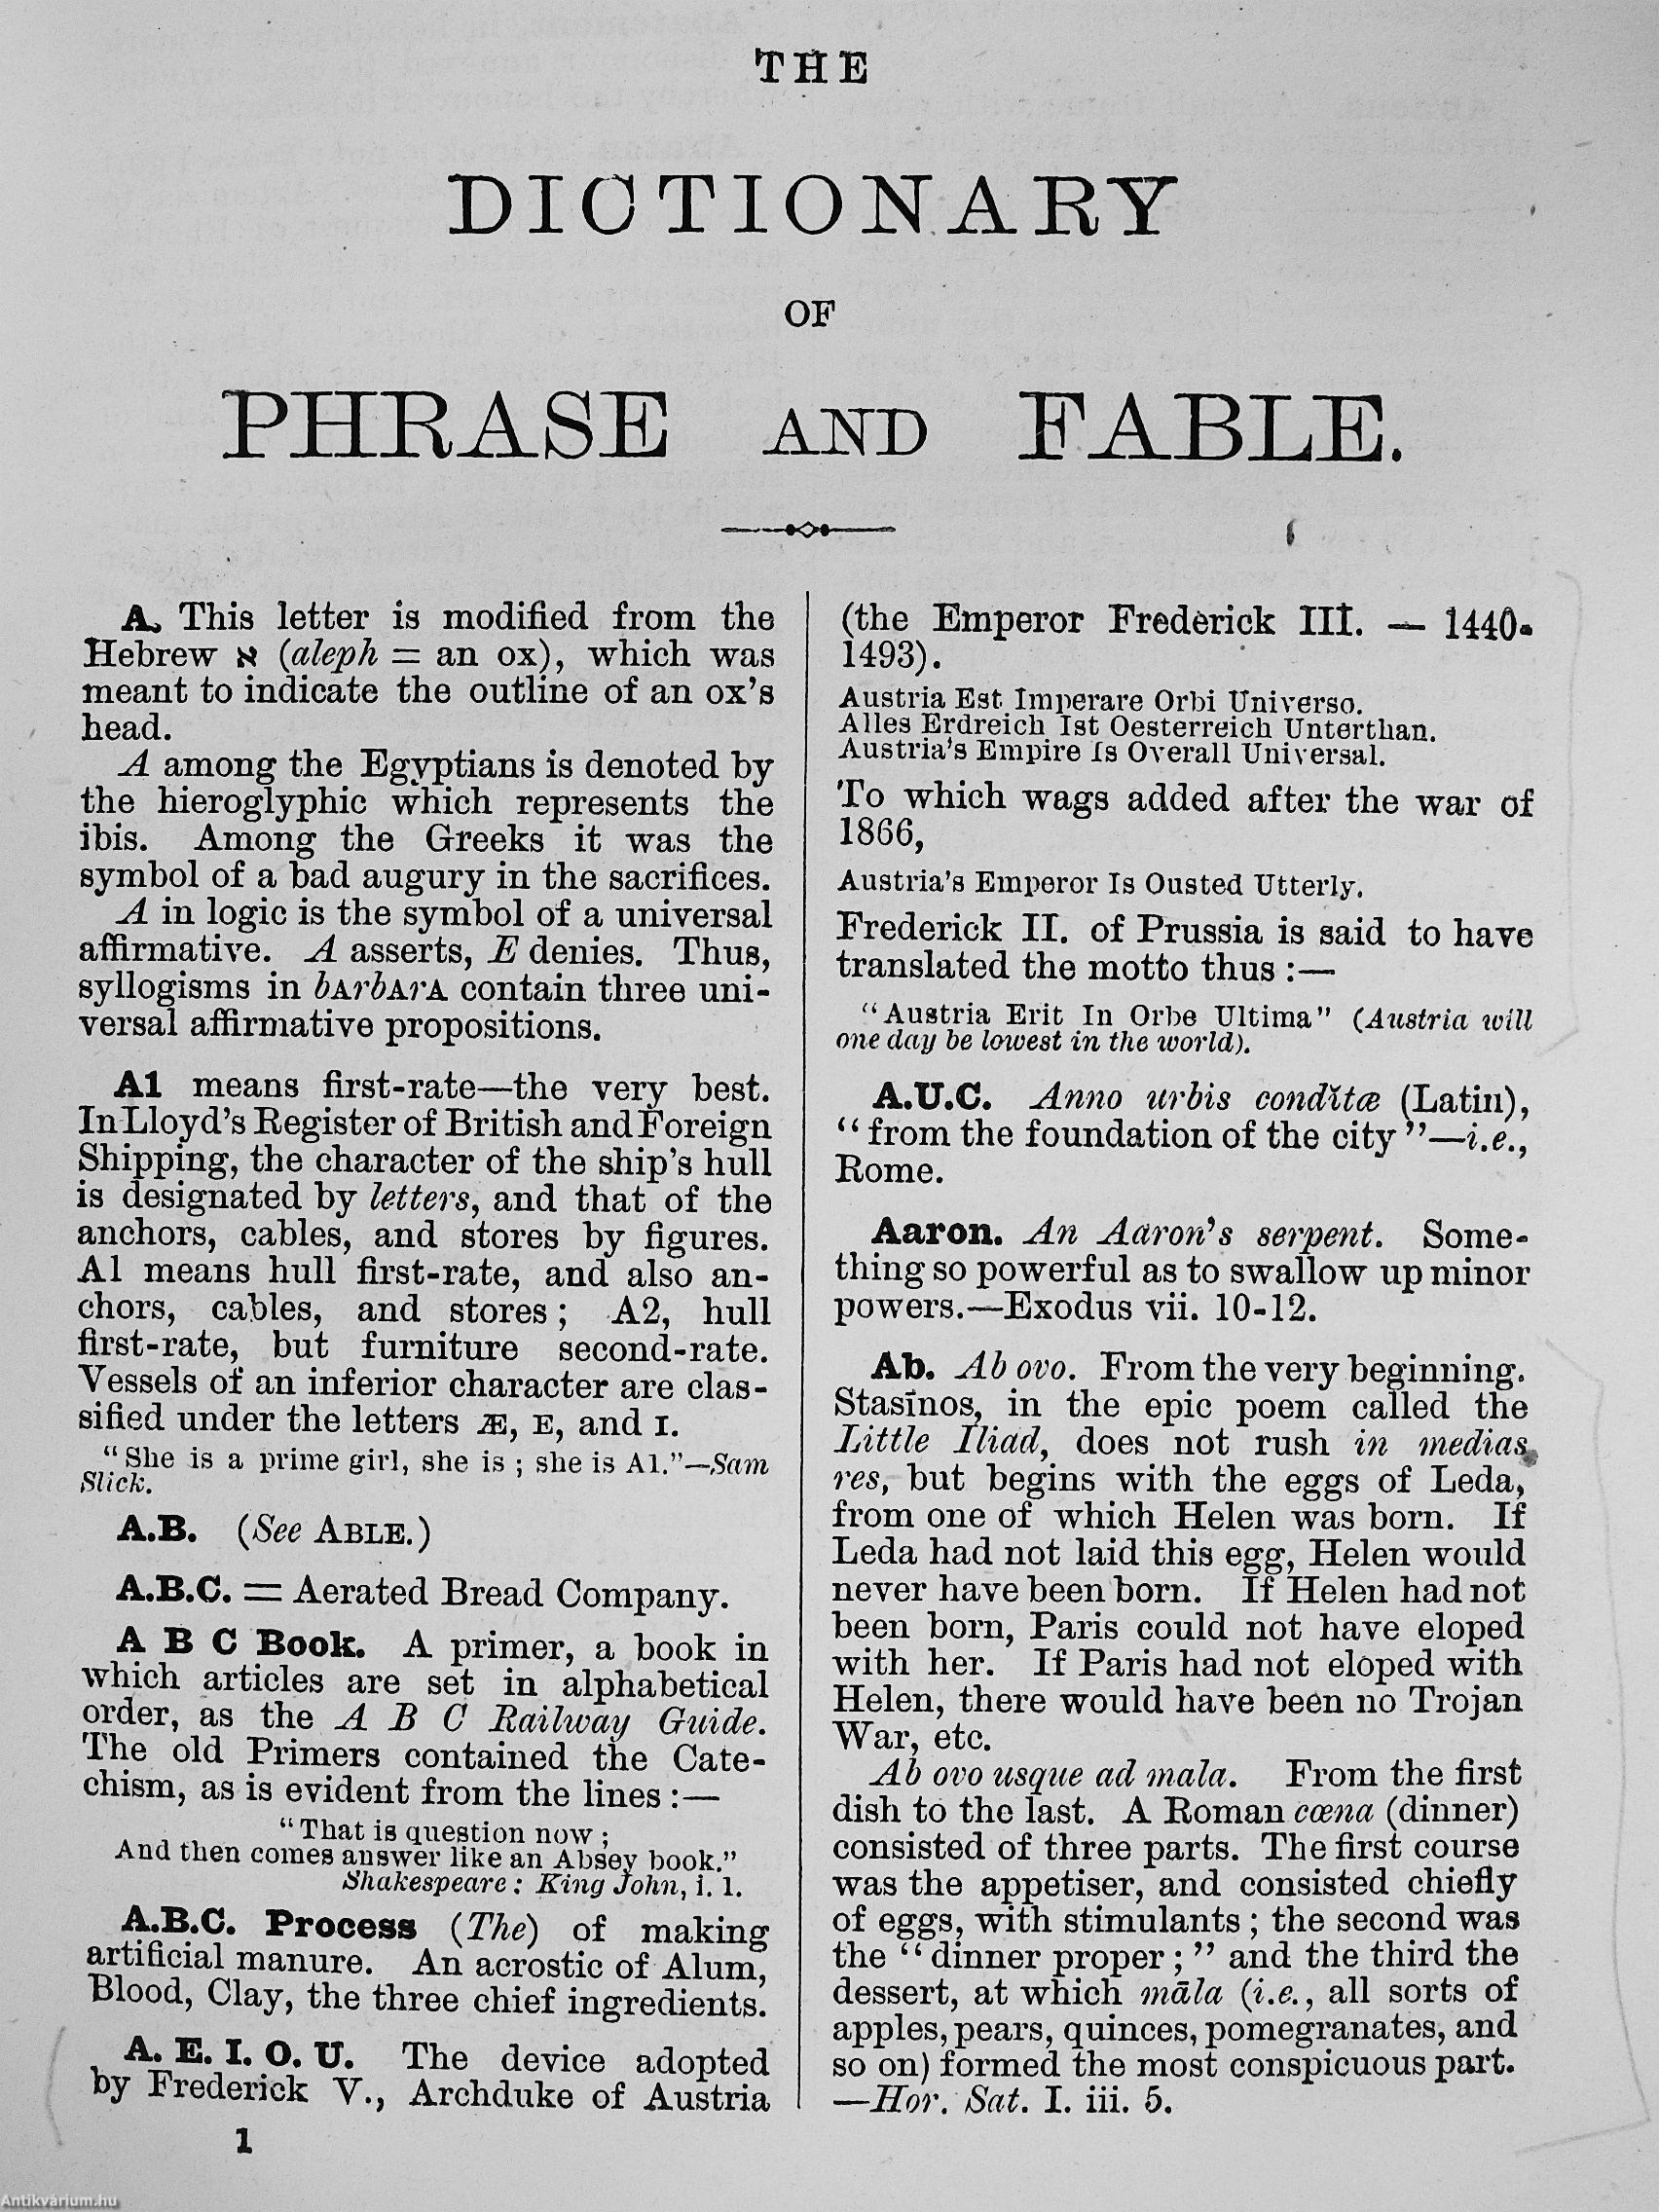 THE
DICTIONARY
OF
PHRASE AND FABLE.
A. This letter is modified from the
Hebrew א (aleph = an ox), which was
meant to indicate the outline of an ox's
head.
A among the Egyptians is denoted by
the hieroglyphic which represents the
ibis. Among the Greeks it was the
symbol of a bad augury in the sacrifices.
A in logic is the symbol of a universal
affirmative. A asserts, E denies. Thus,
syllogisms in bArbArA contain three uni-
versal affirmative propositions.
A1 means first-rate—the very best.
In Lloyd's Register of British and Foreign
Shipping, the character of the ship's hull
is designated by letters, and that of the
anchors, cables, and stores by figures.
A1 means hull first-rate, and also an-
chors, cables, and stores; A2, hull
first-rate, but furniture second-rate.
Vessels of an inferior character are clas-
sified under the letters Æ, E, and I.
"She is a prime girl, she is; she is A1."—Sam
Slick.
A.B. (See ABLE.)
A.B.C. = Aerated Bread Company.
A B C Book. A primer, a book in
which articles are set in alphabetical
order, as the A B C Railway Guide.
The old Primers contained the Cate-
chism, as is evident from the lines:—
"That is question now;
And then comes answer like an Absey book."
Shakespeare: King John, i. 1.
A.B.C. Process (The) of making
artificial manure. An acrostic of Alum,
Blood, Clay, the three chief ingredients.
A. E. I. O. U. The device adopted
by Frederick V., Archduke of Austria
1
(the Emperor Frederick III. — 1440-
1493).
Austria Est Imperare Orbi Universo.
Alles Erdreich Ist Oesterreich Unterthan.
Austria's Empire Is Overall Universal.
To which wags added after the war of
1866,
Austria's Emperor Is Ousted Utterly.
Frederick II. of Prussia is said to have
translated the motto thus:—
"Austria Erit In Orbe Ultima" (Austria will
one day be lowest in the world).
A.U.C. Anno urbis condĭtæ (Latin),
"from the foundation of the city"—i.e.,
Rome.
Aaron. An Aaron's serpent. Some-
thing so powerful as to swallow up minor
powers.—Exodus vii. 10-12.
Ab. Ab ovo. From the very beginning.
Stasīnos, in the epic poem called the
Little Iliad, does not rush in medias
res, but begins with the eggs of Leda,
from one of which Helen was born. If
Leda had not laid this egg, Helen would
never have been born. If Helen had not
been born, Paris could not have eloped
with her. If Paris had not eloped with
Helen, there would have been no Trojan
War, etc.
Ab ovo usque ad mala. From the first
dish to the last. A Roman cœna (dinner)
consisted of three parts. The first course
was the appetiser, and consisted chiefly
of eggs, with stimulants; the second was
the "dinner proper;" and the third the
dessert, at which māla (i.e., all sorts of
apples, pears, quinces, pomegranates, and
so on) formed the most conspicuous part.
—Hor. Sat. I. iii. 5.
Antikvárium.hu